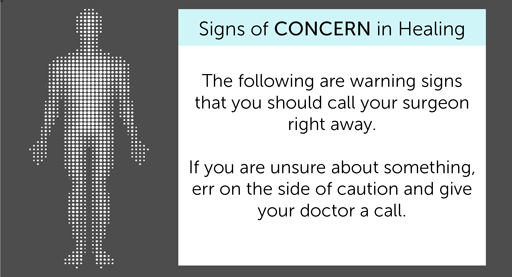 Signs of CONCERN in Healing
The following are warning signs
that you should call your surgeon
right away.
If you are unsure about something,
err on the side of caution and give
your doctor a call.